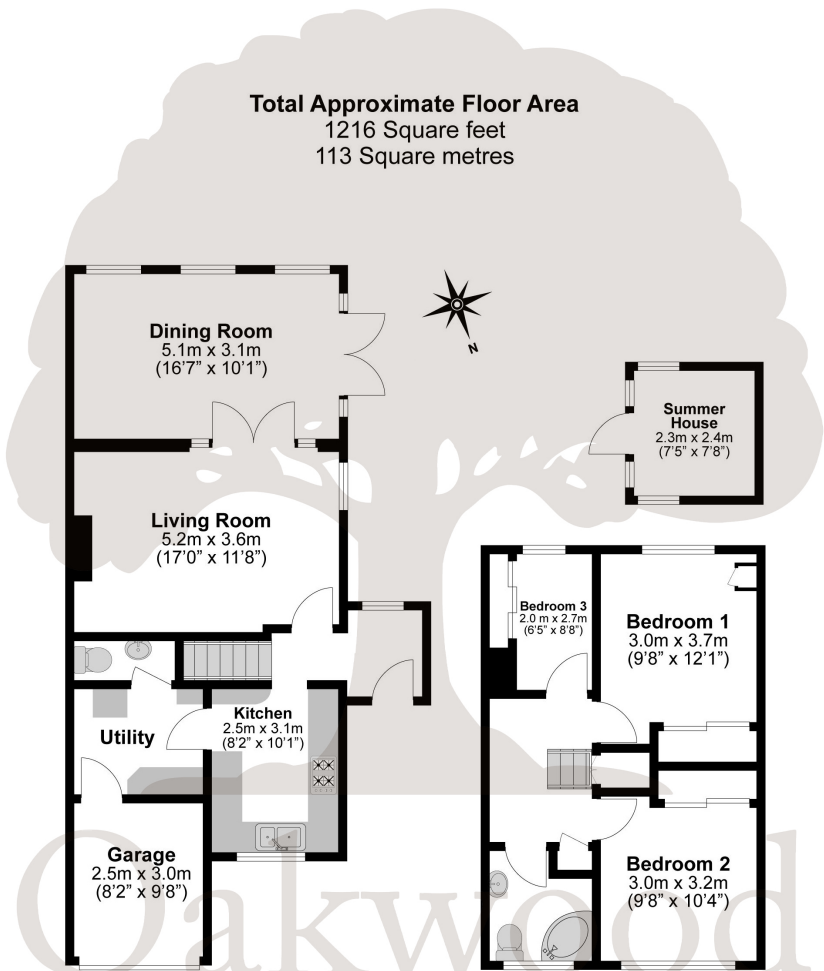 Total Approximate Floor Area
1216 Square feet
113 Square metres
Dining Room
5.1m x 3.1m
(16'7" x 10'1")
N
Summer
House
2.3m x 2.4m
(7'5" x 7'8")
Living Room
5.2m x 3.6m
(17'0" x 11'8")
Bedroom 3
2.0 m x 2.7m
(6'5" x 8'8")
Bedroom 1
3.0m x 3.7m
(9'8" x 12'1")
Kitchen
2.5m x 3.1m
(8'2" x 10'1")
Utility
Garage
2.5m x 3.0m
(8'2" x 9'8")
Bedroom 2
3.0m x 3.2m
(9'8" x 10'4")
Oakwood